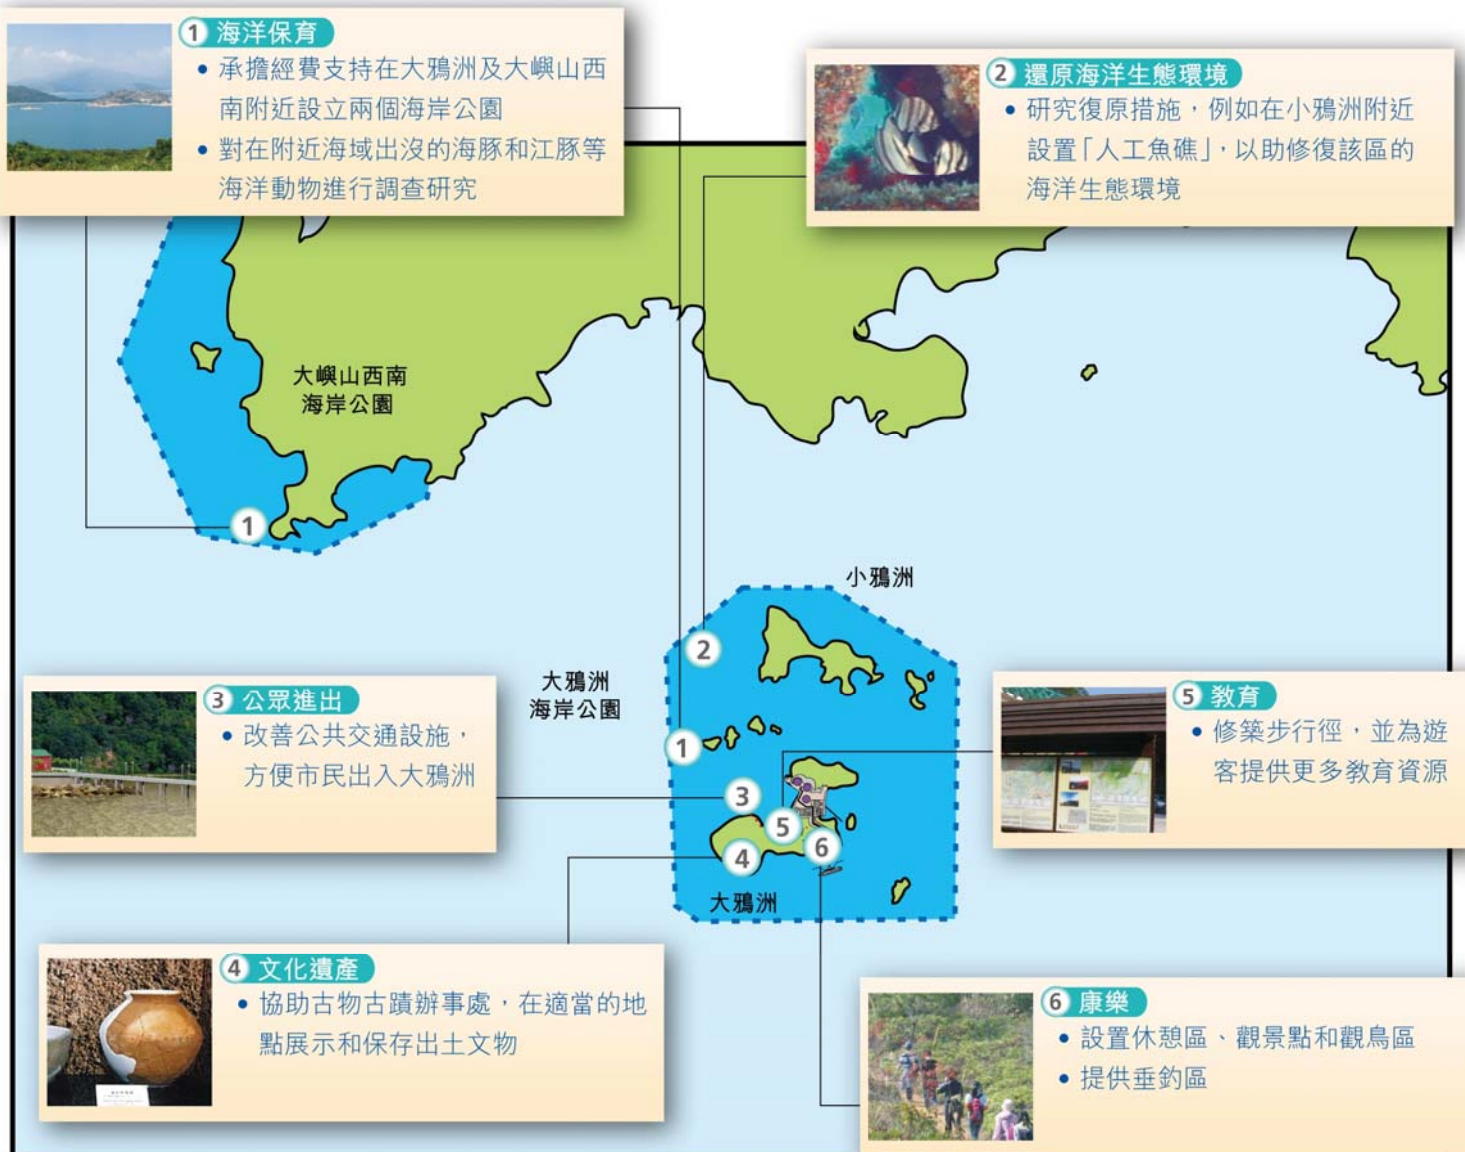 1 海洋保育
• 承擔經費支持在大鴉洲及大嶼山西
南附近設立兩個海岸公園
• 對在附近海域出沒的海豚和江豚等
海洋動物進行調查研究
2 還原海洋生態環境
• 研究復原措施，例如在小鴉洲附近
設置「人工魚礁」，以助修復該區的
海洋生態環境
大嶼山西南
海岸公園
1
小鴉洲
2
大鴉洲
海岸公園
1
3
5
4
6
大鴉洲
3 公眾進出
• 改善公共交通設施，
方便市民出入大鴉洲
5 教育
• 修築步行徑，並為遊
客提供更多教育資源
4 文化遺產
• 協助古物古蹟辦事處，在適當的地
點展示和保存出土文物
6 康樂
• 設置休憩區、觀景點和觀鳥區
• 提供垂釣區